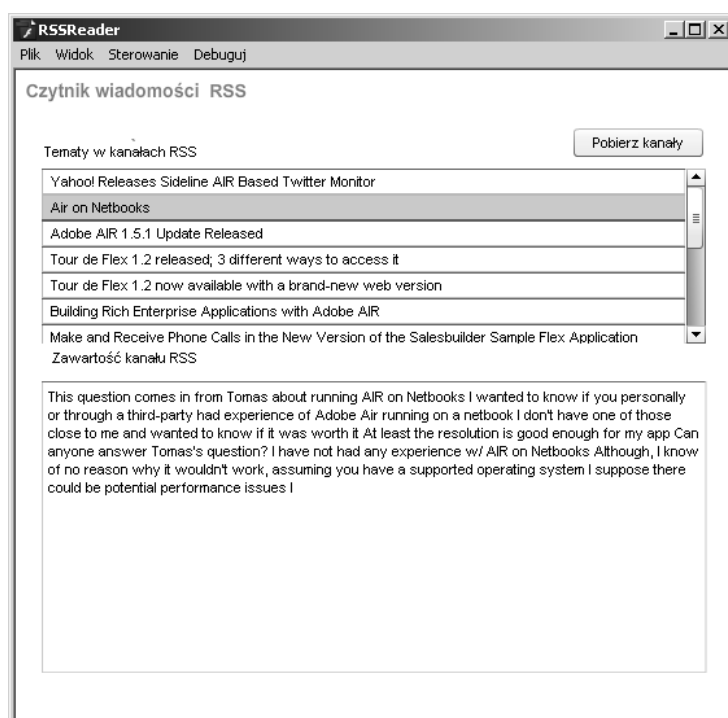 RSSReader
Plik Widok Sterowanie Debuguj
Czytnik wiadomości RSS
Tematy w kanałach RSS
Pobierz kanały
Yahoo! Releases Sideline AIR Based Twitter Monitor
Air on Netbooks
Adobe AIR 1.5.1 Update Released
Tour de Flex 1.2 released; 3 different ways to access it
Tour de Flex 1.2 now available with a brand-new web version
Building Rich Enterprise Applications with Adobe AIR
Make and Receive Phone Calls in the New Version of the Salesbuilder Sample Flex Application
Zawartość kanału RSS
This question comes in from Tomas about running AIR on Netbooks I wanted to know if you personally
or through a third-party had experience of Adobe Air running on a netbook I don't have one of those
close to me and wanted to know if it was worth it At least the resolution is good enough for my app Can
anyone answer Tomas's question? I have not had any experience w/ AIR on Netbooks Although, I know
of no reason why it wouldn't work, assuming you have a supported operating system I suppose there
could be potential performance issues I